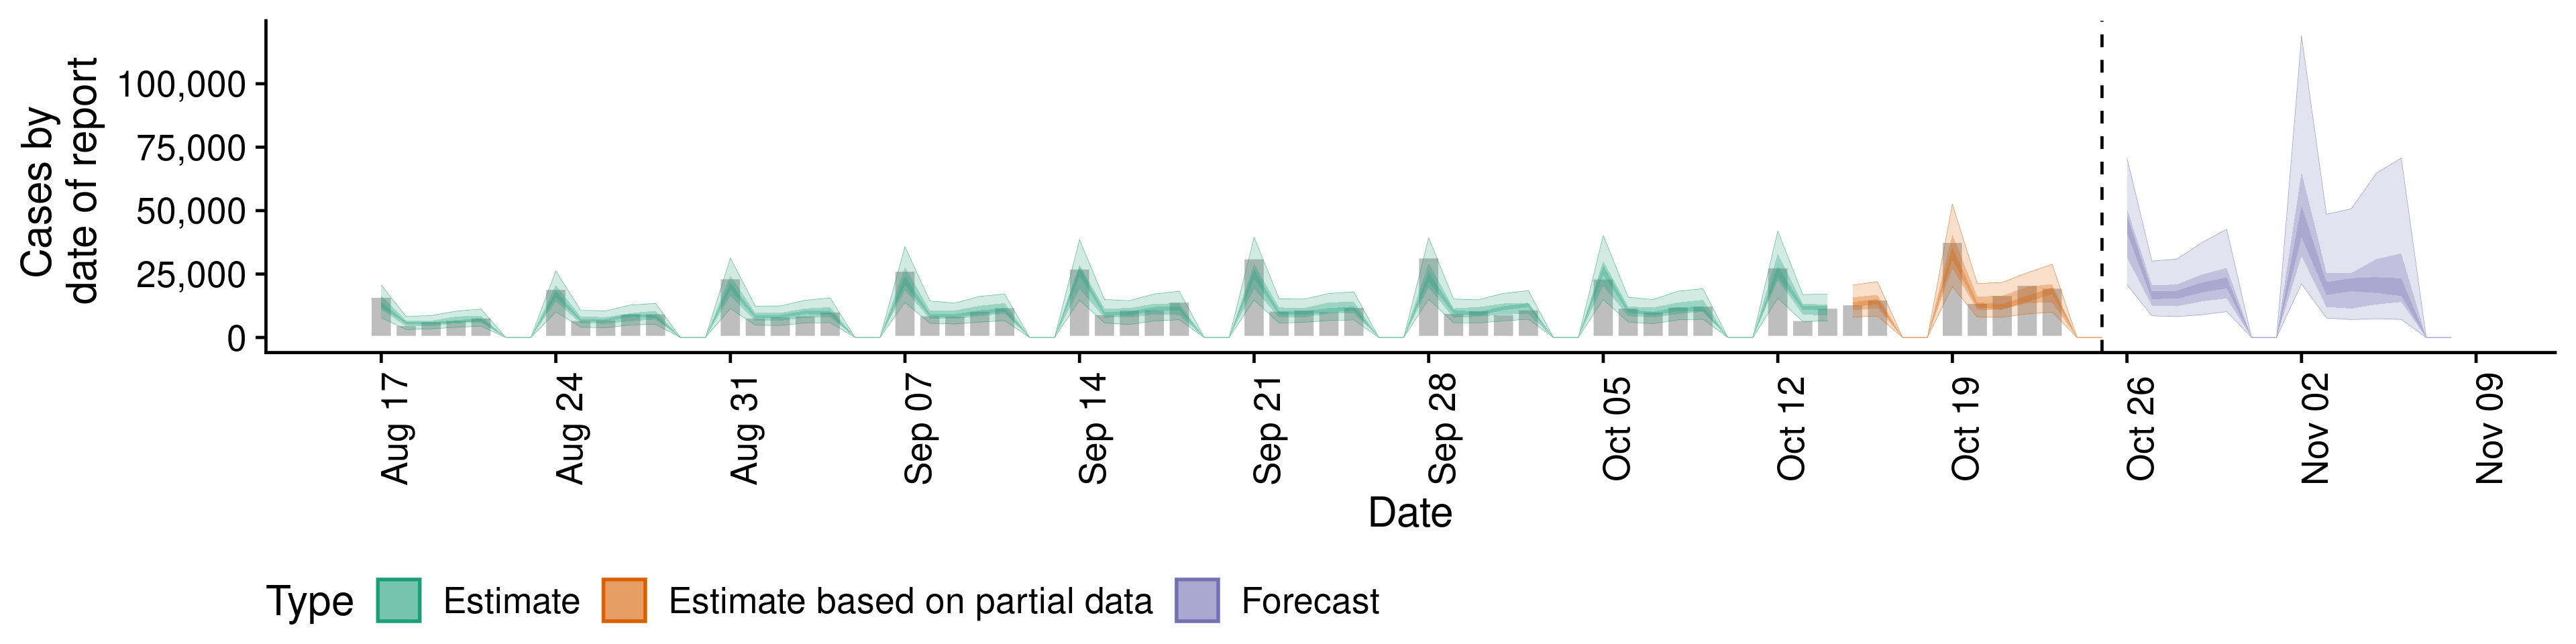 Cases by
date of report
100,000
75,000
50,000
25,000
0
Aug 17
Aug 24
Aug 31
Sep 07
Sep 14
Sep 21
Sep 28
Oct 05
Oct 12
Oct 19
Oct 26
Nov 02
Nov 09
Date
Type Estimate Estimate based on partial data Forecast